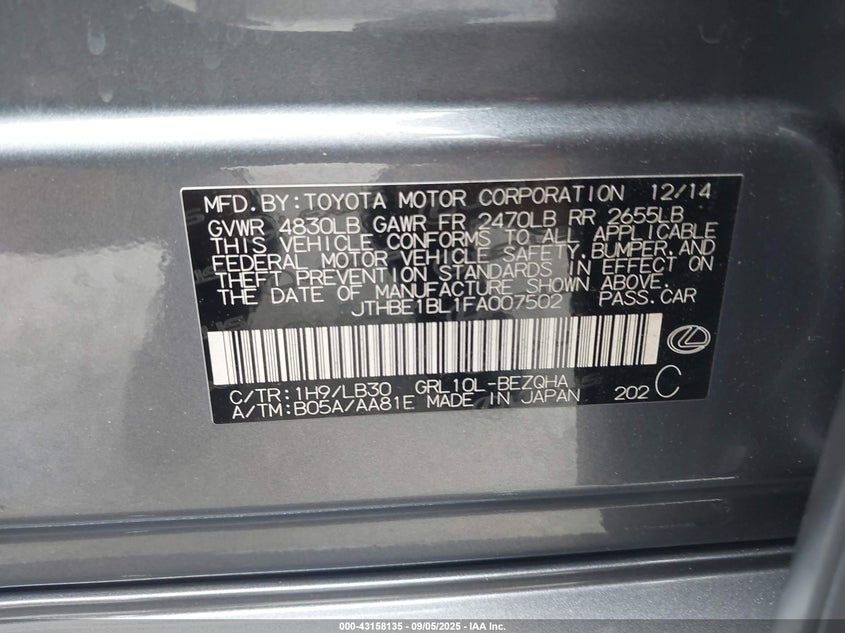 MFD.BY:TOYOTA MOTOR CORPORATION 12/14
GVWR 4830LB GAWR FR 2470LB RR 2655LB
THIS VEHICLE CONFORMS TO ALL APPLICABLE
FEDERAL MOTOR VEHICLE SAFETY,BUMPER,AND
THEFT PREVENTION STANDARDS IN EFFECT ON
THE DATE OF MANUFACTURE SHOWN ABOVE.
JTHBE1BL1FA007502 PASS.CAR
C/TR:1H9/LB30 GRL10L-BEZQHA
A/TM:B05A/AA81E MADE IN JAPAN 202 C
000-43158135 - 09/05/2025 - IAA Inc.